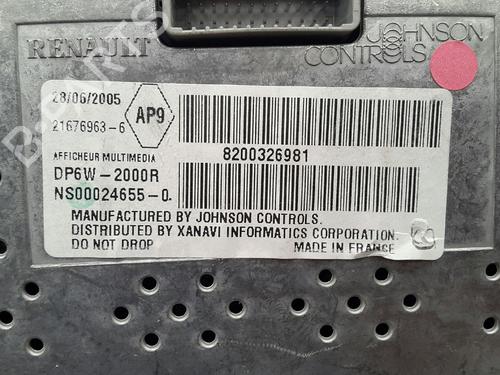 RENAULT
JOHNSON
CONTROLS
28/06/2005
21676963-6
AP9
AFFICHEUR MULTIMEDIA
8200326981
DP6W-2000R
NS00024655-0.
MANUFACTURED BY JOHNSON CONTROLS.
DISTRIBUTED BY XANAVI INFORMATICS CORPORATION.
DO NOT DROP
MADE IN FRANCE